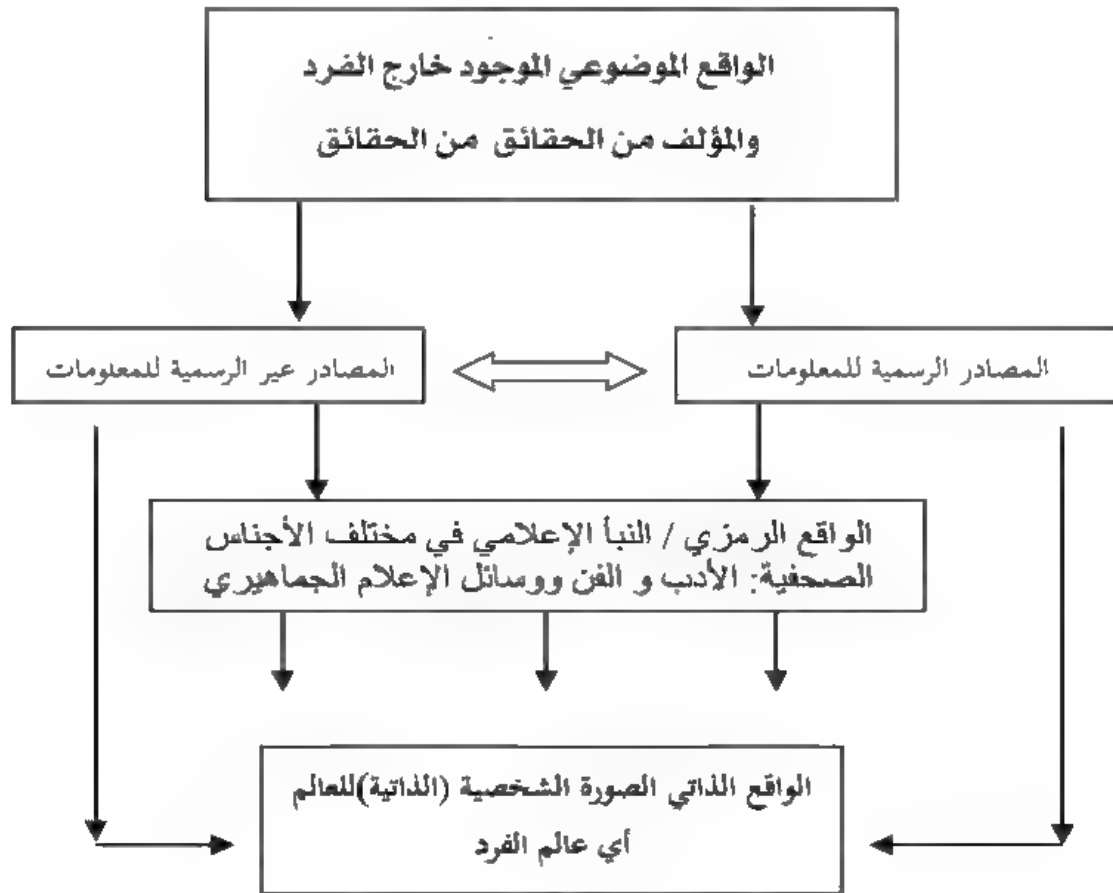 الواقع الموضوعي الموجود خارج الفرد
والمؤلف من الحقائق من الحقائق
المصادر الرسمية للمعلومات
المصادر عير الرسمية للمعلومات
الواقع الرمزي / النبأ الإعلامي في مختلف الأجناس
الصحفية: الأدب و الفن ووسائل الإعلام الجماهيري
الواقع الذاتي الصورة الشخصية (الذاتية)للعالم
أي عالم الفرد